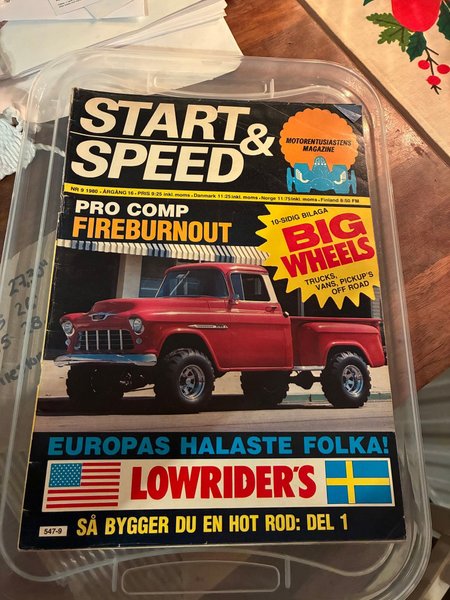 START
& SPEED
MOTORENTUSIASTENS
MAGAZINE
NR 9 1980 • ÅRGÅNG 16 • PRIS 9:25 inkl. moms • Danmark 11:25 inkl. moms • Norge 11:75 inkl. moms • Finland 8:50 FM
PRO COMP
FIREBURNOUT
10-SIDIG BILAGA
BIG
WHEELS
TRUCKS,
VANS, PICKUP'S
OFF ROAD
EUROPAS HALASTE FOLKA!
LOWRIDER'S
547-9
SÅ BYGGER DU EN HOT ROD: DEL 1